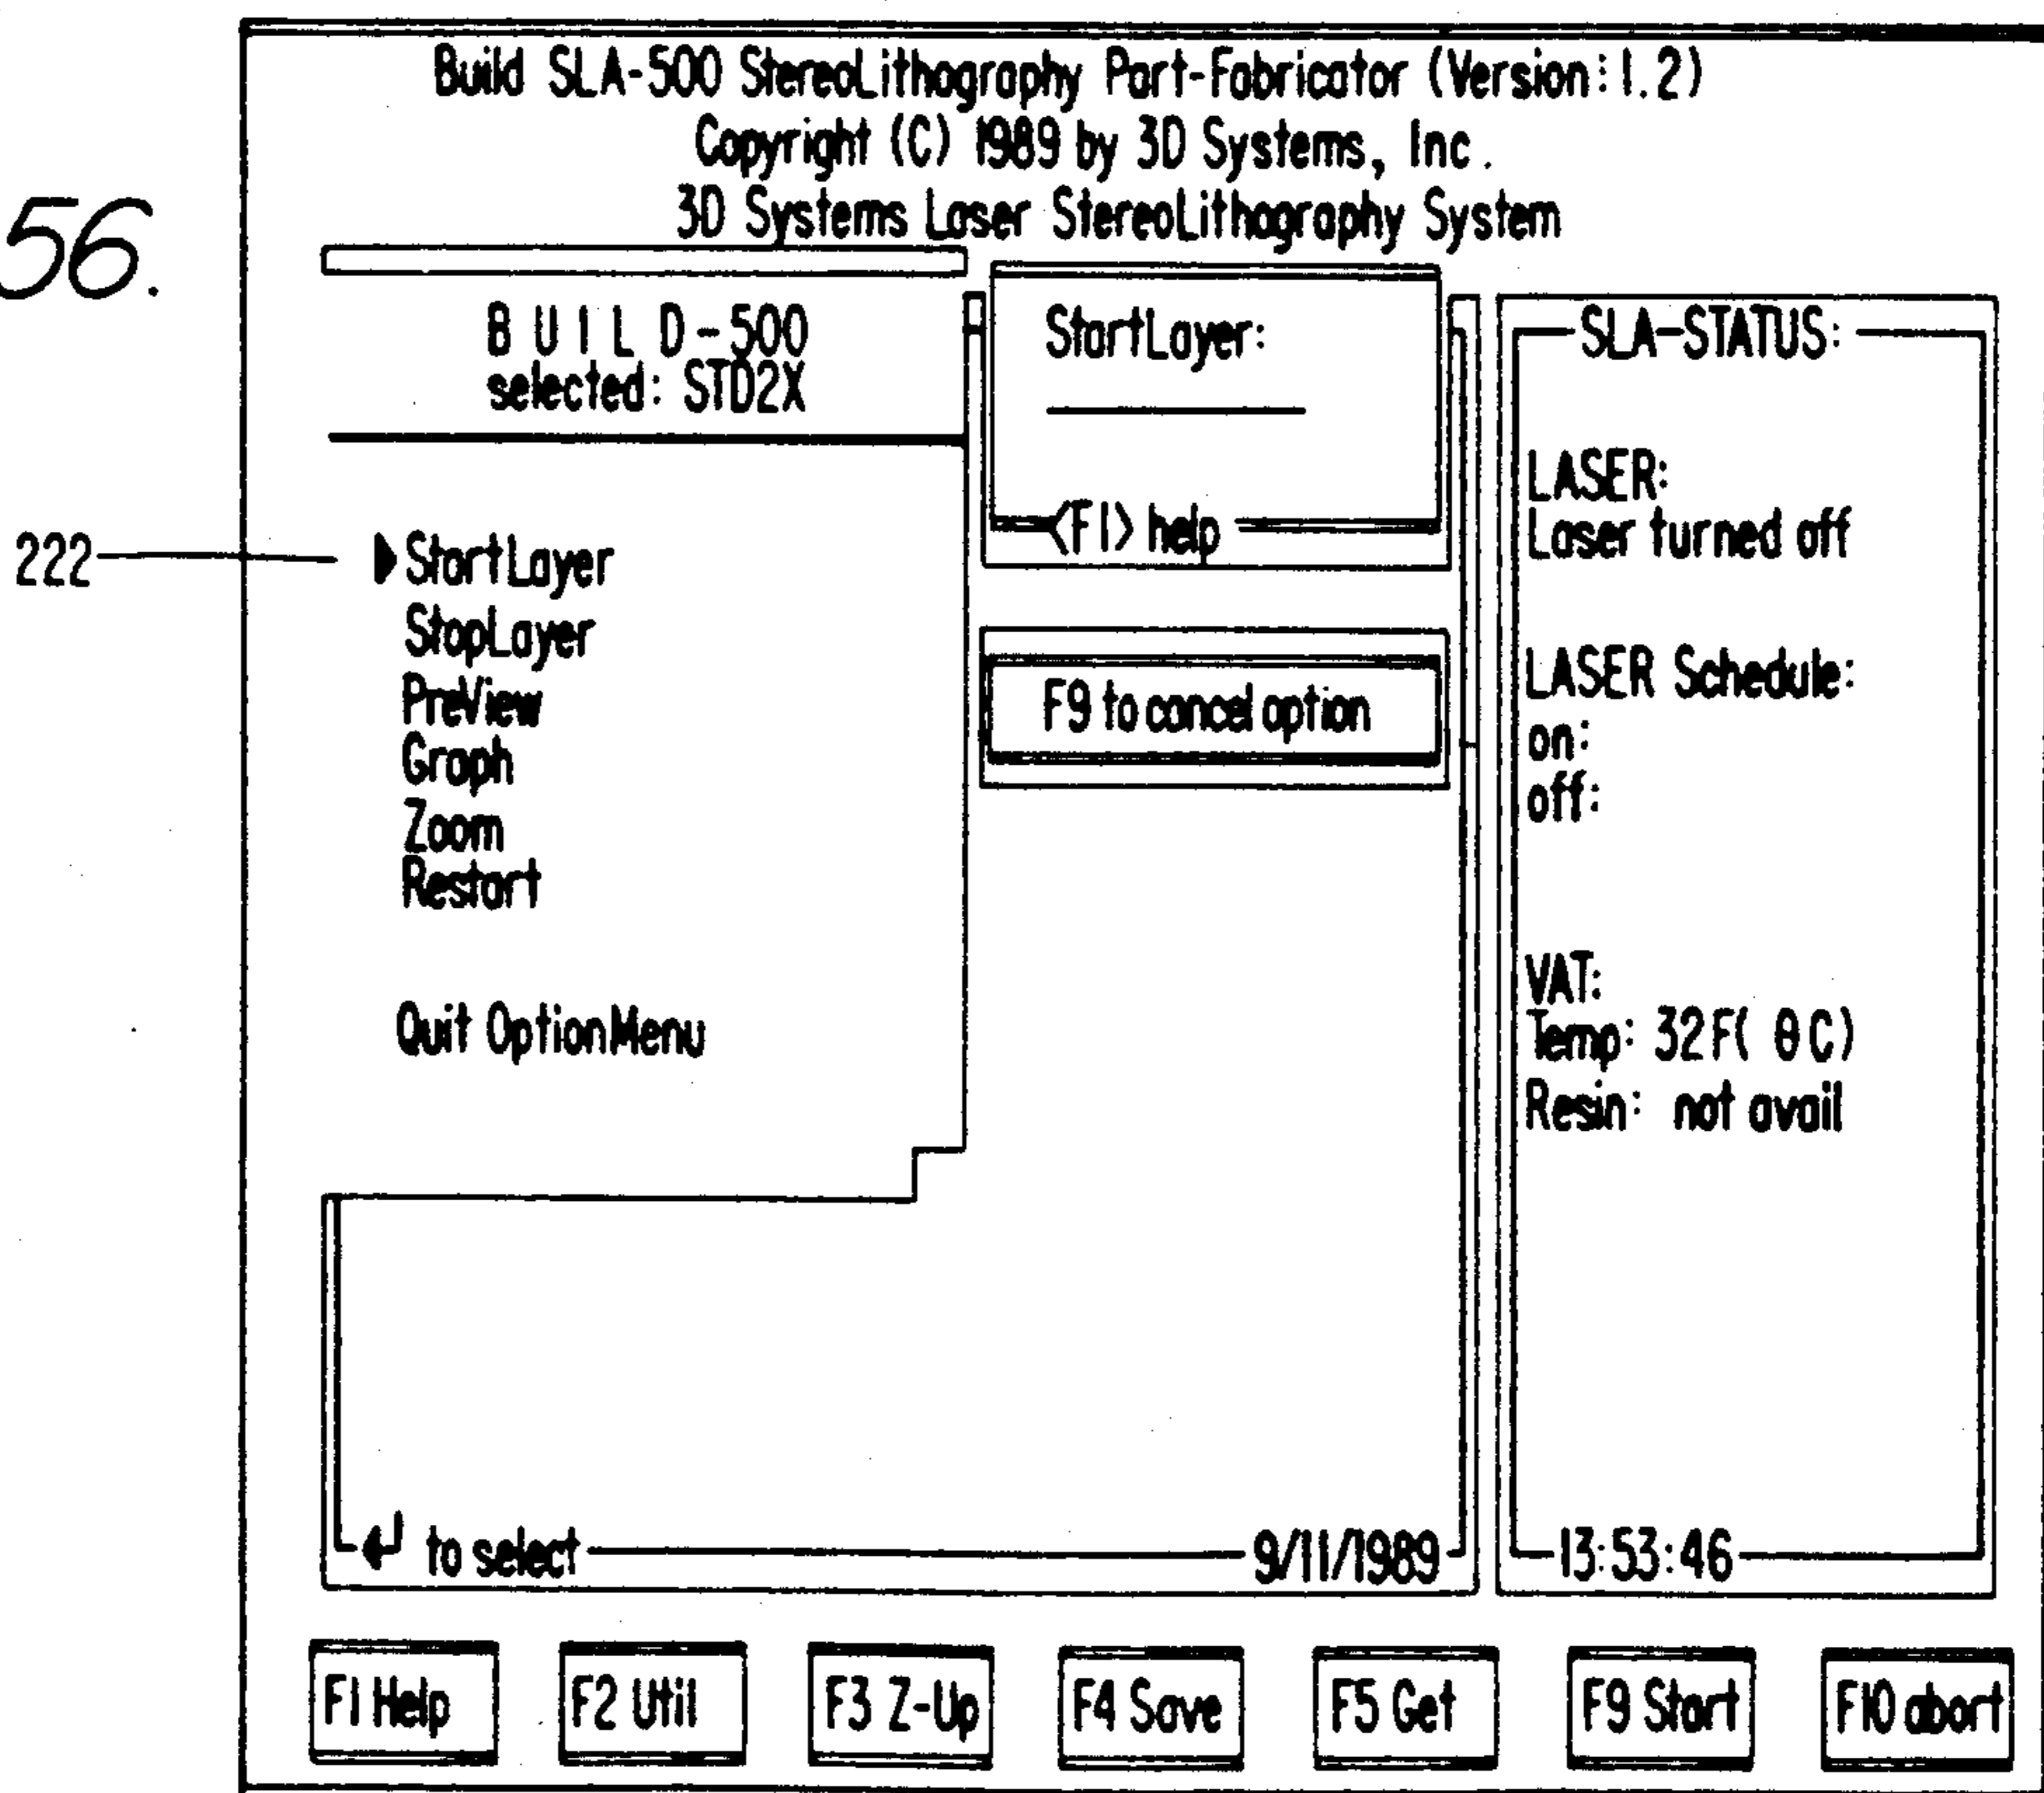 56.
Build SLA-500 StereoLithography Part-Fabricator (Version:1.2)
Copyright (C) 1989 by 3D Systems, Inc.
3D Systems Laser StereoLithography System
B U I L D-500
selected: STD2X
222
▶StartLayer
StopLayer
PreView
Graph
Zoom
Restart
Quit OptionMenu
StartLayer:
<F1> help
F9 to cancel option
SLA-STATUS:
LASER:
Laser turned off
LASER Schedule:
on:
off:
VAT:
Temp: 32F( 0C)
Resin: not avail
↵ to select
9/11/1989
13:53:46
F1 Help
F2 Util
F3 Z-Up
F4 Save
F5 Get
F9 Start
F10 abort